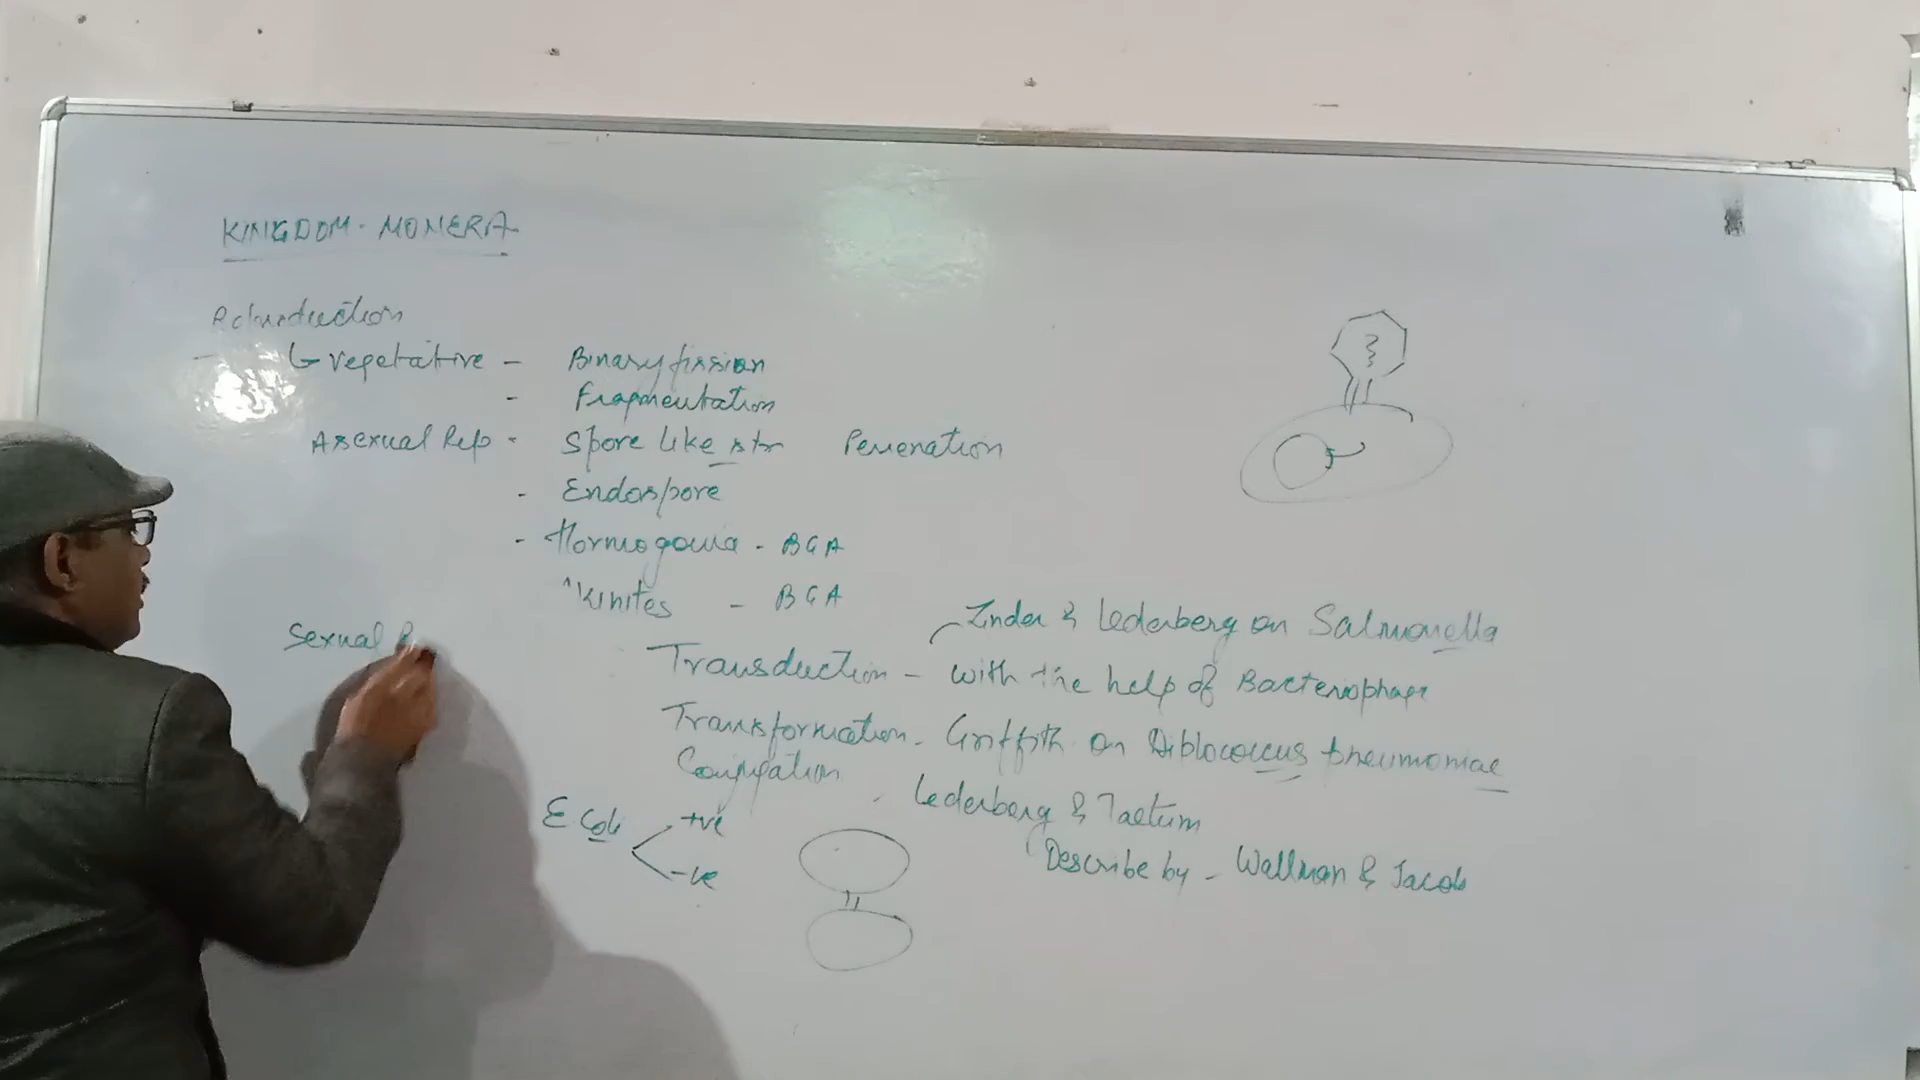 KINGDOM - MONERA
Reproduction
vegetative - Binary fission
- Fragmentation
Asexual Rep - Spore like str Perrenation
- Endospore
- Hormogonia - BGA
Akinites - BGA
Zinder & Lederberg on Salmonella
Sexual R
Transduction - with the help of Bacteriophage
Transformation - Griffith on Diplococcus pneumoniae
Conjugation - Lederberg & Taetum
E Coli +ve
-ve
Describe by - Wallman & Jacob